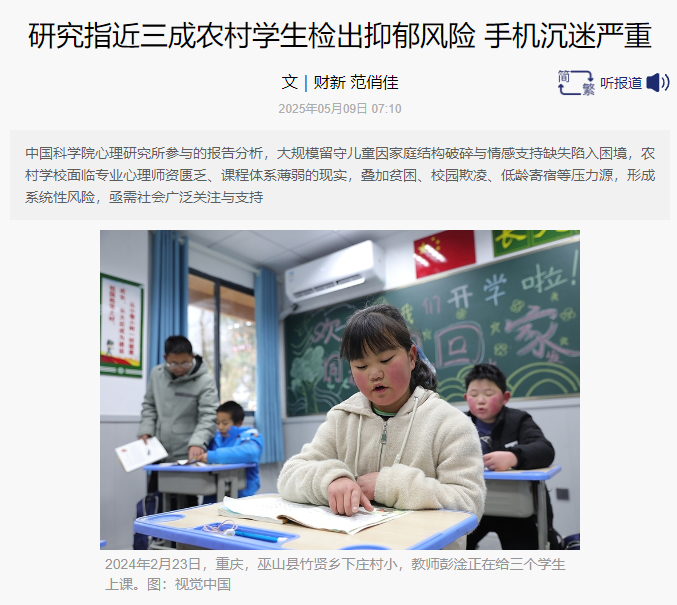 研究指近三成农村学生检出抑郁风险 手机沉迷严重
文｜财新 范俏佳
简
繁
听报道
2025年05月09日 07:10
中国科学院心理研究所参与的报告分析，大规模留守儿童因家庭结构破碎与情感支持缺失陷入困境，农
村学校面临专业心理师资匮乏、课程体系薄弱的现实，叠加贫困、校园欺凌、低龄寄宿等压力源，形成
系统性风险，亟需社会广泛关注与支持
我们开学啦！
欢
回家
2024年2月23日，重庆，巫山县竹贤乡下庄村小，教师彭淦正在给三个学生
上课。图：视觉中国